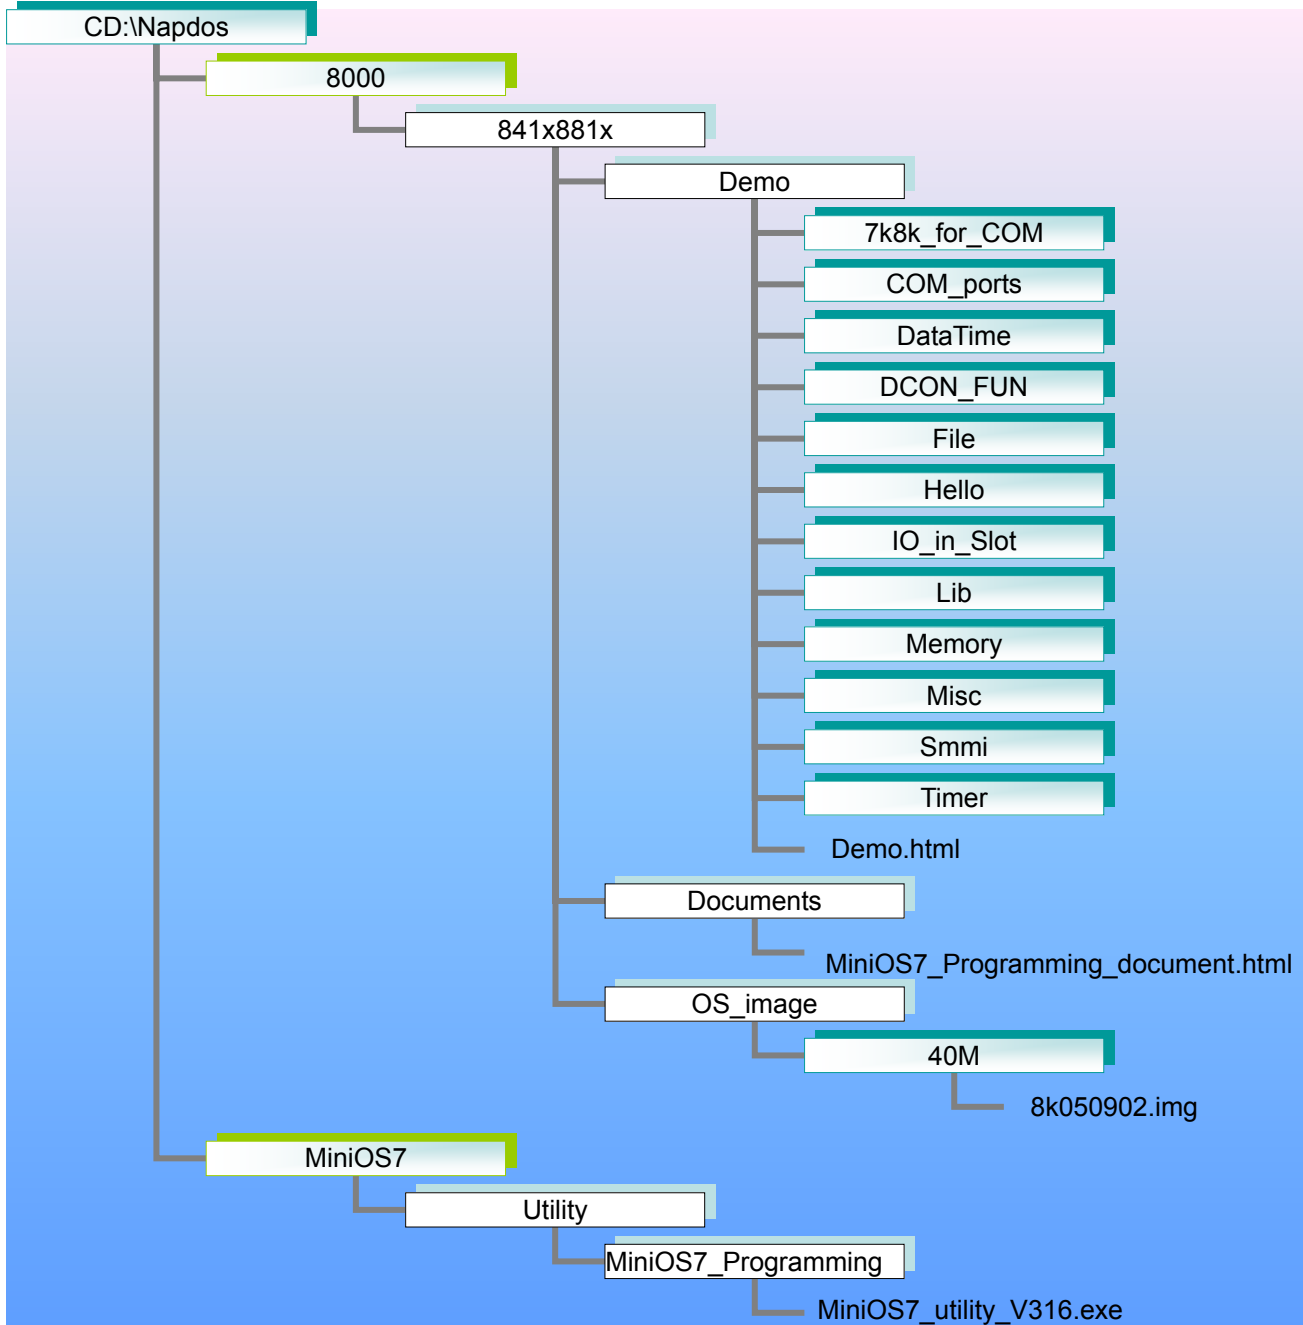 CD:\Napdos
8000
841x881x
Demo
7k8k_for_COM
COM_ports
DataTime
DCON_FUN
File
Hello
IO_in_Slot
Lib
Memory
Misc
Smmi
Timer
Demo.html
Documents
MiniOS7_Programming_document.html
OS_image
40M
8k050902.img
MiniOS7
Utility
MiniOS7_Programming
MiniOS7_utility_V316.exe